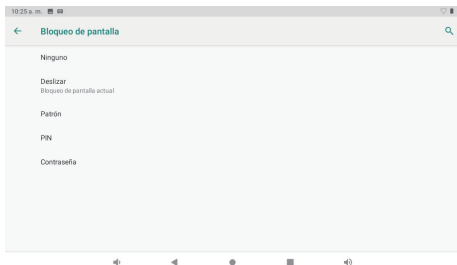 10:25 a. m.
Bloqueo de pantalla
Ninguno
Deslizar
Bloqueo de pantalla actual
Patrón
PIN
Contraseña